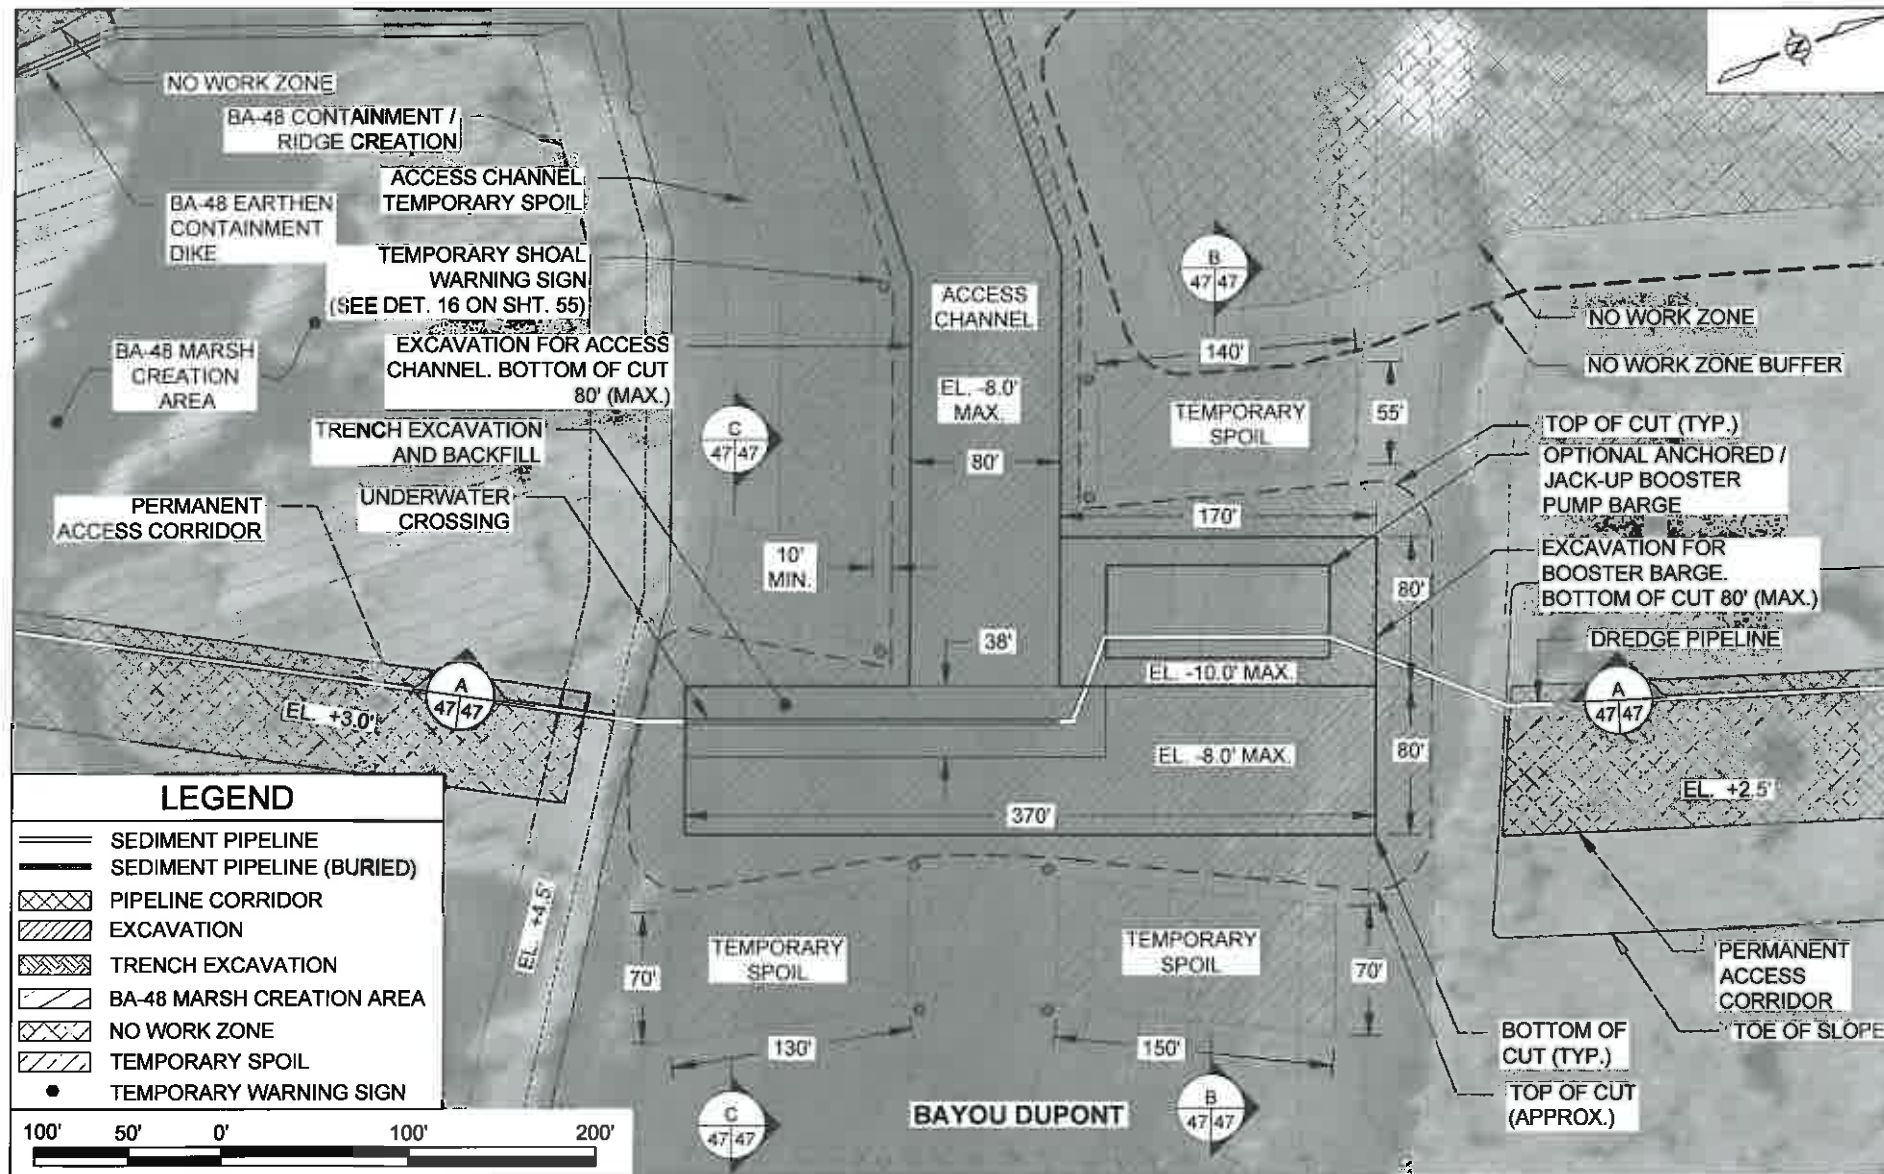 NO WORK ZONE
BA-48 CONTAINMENT /
RIDGE CREATION
ACCESS CHANNEL
TEMPORARY SPOIL
BA-48 EARTHEN
CONTAINMENT
DIKE
TEMPORARY SHOAL
WARNING SIGN
(SEE DET. 16 ON SHT. 55)
EXCAVATION FOR ACCESS
CHANNEL. BOTTOM OF CUT
80' (MAX.)
BA-48 MARSH
CREATION
AREA
TRENCH EXCAVATION
AND BACKFILL
PERMANENT
ACCESS CORRIDOR
UNDERWATER
CROSSING
N
ACCESS
CHANNEL
EL. -8.0'
MAX.
80'
B
47 47
140'
NO WORK ZONE
NO WORK ZONE BUFFER
TEMPORARY
SPOIL
55'
C
47 47
TOP OF CUT (TYP.)
OPTIONAL ANCHORED /
JACK-UP BOOSTER
PUMP BARGE
170'
EXCAVATION FOR
BOOSTER BARGE.
BOTTOM OF CUT 80' (MAX.)
10'
MIN.
80'
38'
DREDGE PIPELINE
EL. -10.0' MAX.
A
47 47
EL. +3.0'
A
47 47
EL. -8.0' MAX.
80'
EL. +2.5'
370'
EL. +4.5'
TEMPORARY
SPOIL
70'
TEMPORARY
SPOIL
70'
130'
150'
PERMANENT
ACCESS
CORRIDOR
TOE OF SLOPE
BOTTOM OF
CUT (TYP.)
TOP OF CUT
(APPROX.)
C
47 47
BAYOU DUPONT
B
47 47
LEGEND
SEDIMENT PIPELINE
SEDIMENT PIPELINE (BURIED)
PIPELINE CORRIDOR
EXCAVATION
TRENCH EXCAVATION
BA-48 MARSH CREATION AREA
NO WORK ZONE
TEMPORARY SPOIL
TEMPORARY WARNING SIGN
100' 50' 0' 100' 200'